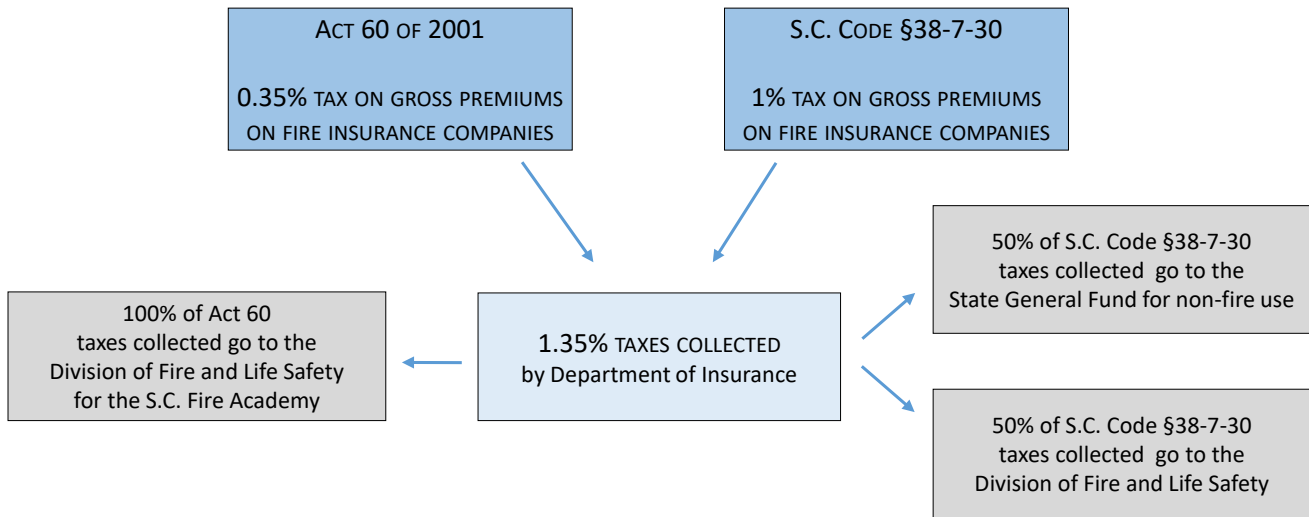 ACT 60 OF 2001
0.35% TAX ON GROSS PREMIUMS
ON FIRE INSURANCE COMPANIES
S.C. CODE §38-7-30
1% TAX ON GROSS PREMIUMS
ON FIRE INSURANCE COMPANIES
50% of S.C. Code §38-7-30
taxes collected go to the
State General Fund for non-fire use
100% of Act 60
taxes collected go to the
Division of Fire and Life Safety
for the S.C. Fire Academy
1.35% TAXES COLLECTED
by Department of Insurance
50% of S.C. Code §38-7-30
taxes collected go to the
Division of Fire and Life Safety